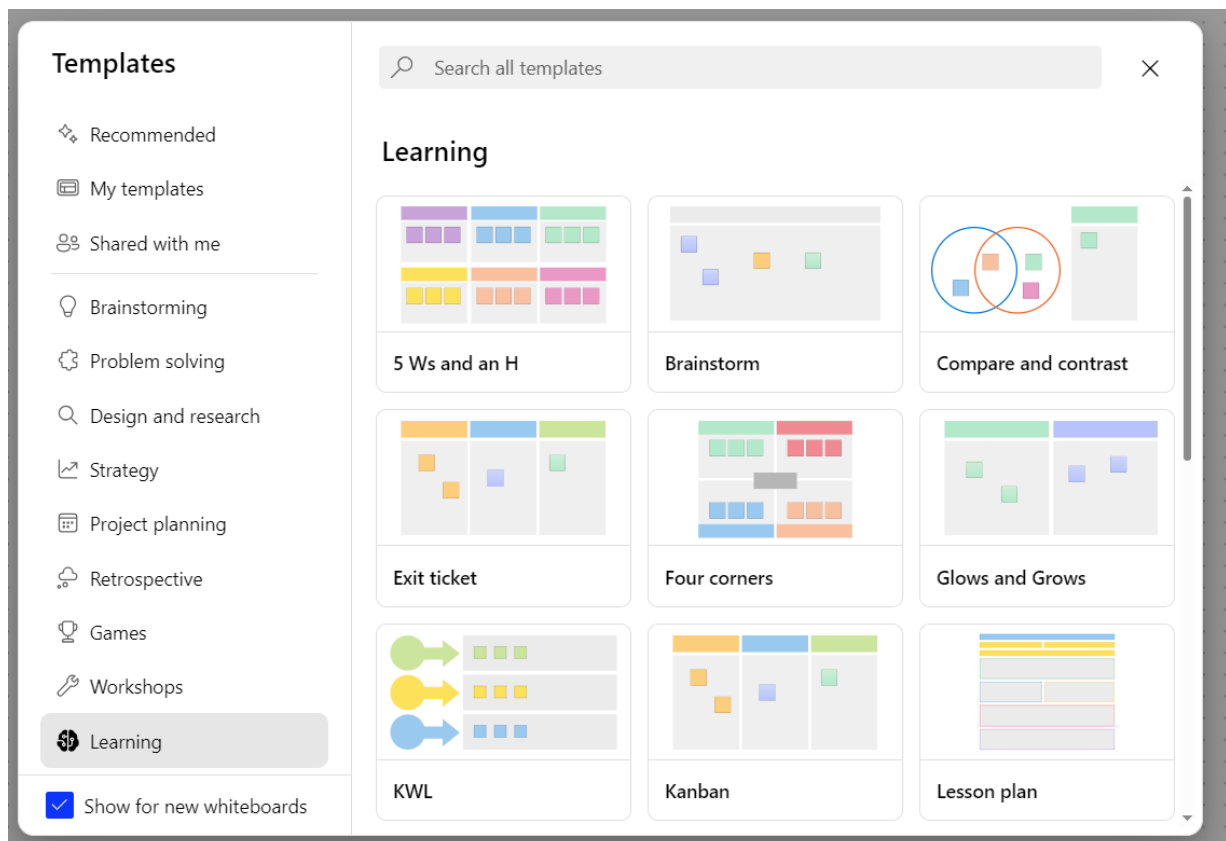 Templates
Recommended
My templates
Shared with me
Brainstorming
Problem solving
Design and research
Strategy
Project planning
Retrospective
Games
Workshops
Learning
Show for new whiteboards
Search all templates
Learning
5 Ws and an H
Brainstorm
Compare and contrast
Exit ticket
Four corners
Glows and Grows
KWL
Kanban
Lesson plan